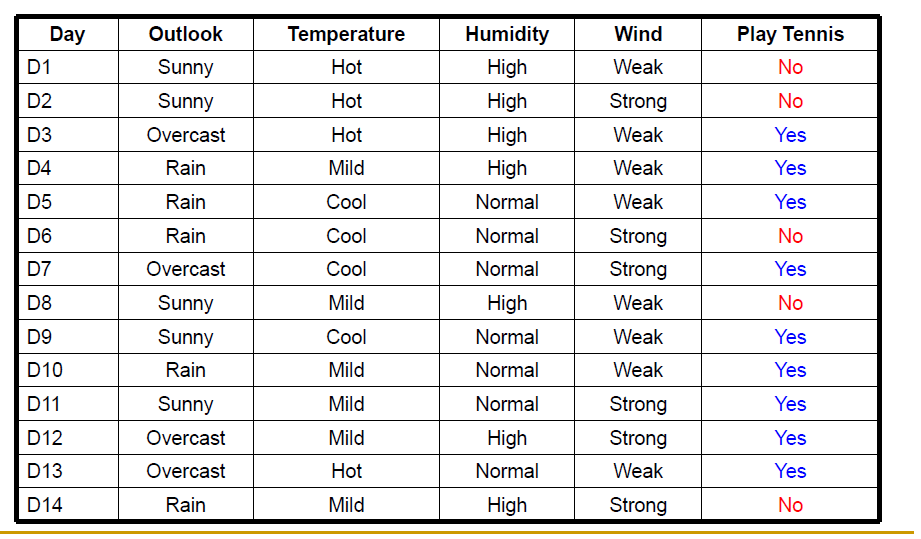 Day Outlook Temperature Humidity Wind Play Tennis
D1 Sunny Hot High Weak No
D2 Sunny Hot High Strong No
D3 Overcast Hot High Weak Yes
D4 Rain Mild High Weak Yes
D5 Rain Cool Normal Weak Yes
D6 Rain Cool Normal Strong No
D7 Overcast Cool Normal Strong Yes
D8 Sunny Mild High Weak No
D9 Sunny Cool Normal Weak Yes
D10 Rain Mild Normal Weak Yes
D11 Sunny Mild Normal Strong Yes
D12 Overcast Mild High Strong Yes
D13 Overcast Hot Normal Weak Yes
D14 Rain Mild High Strong No